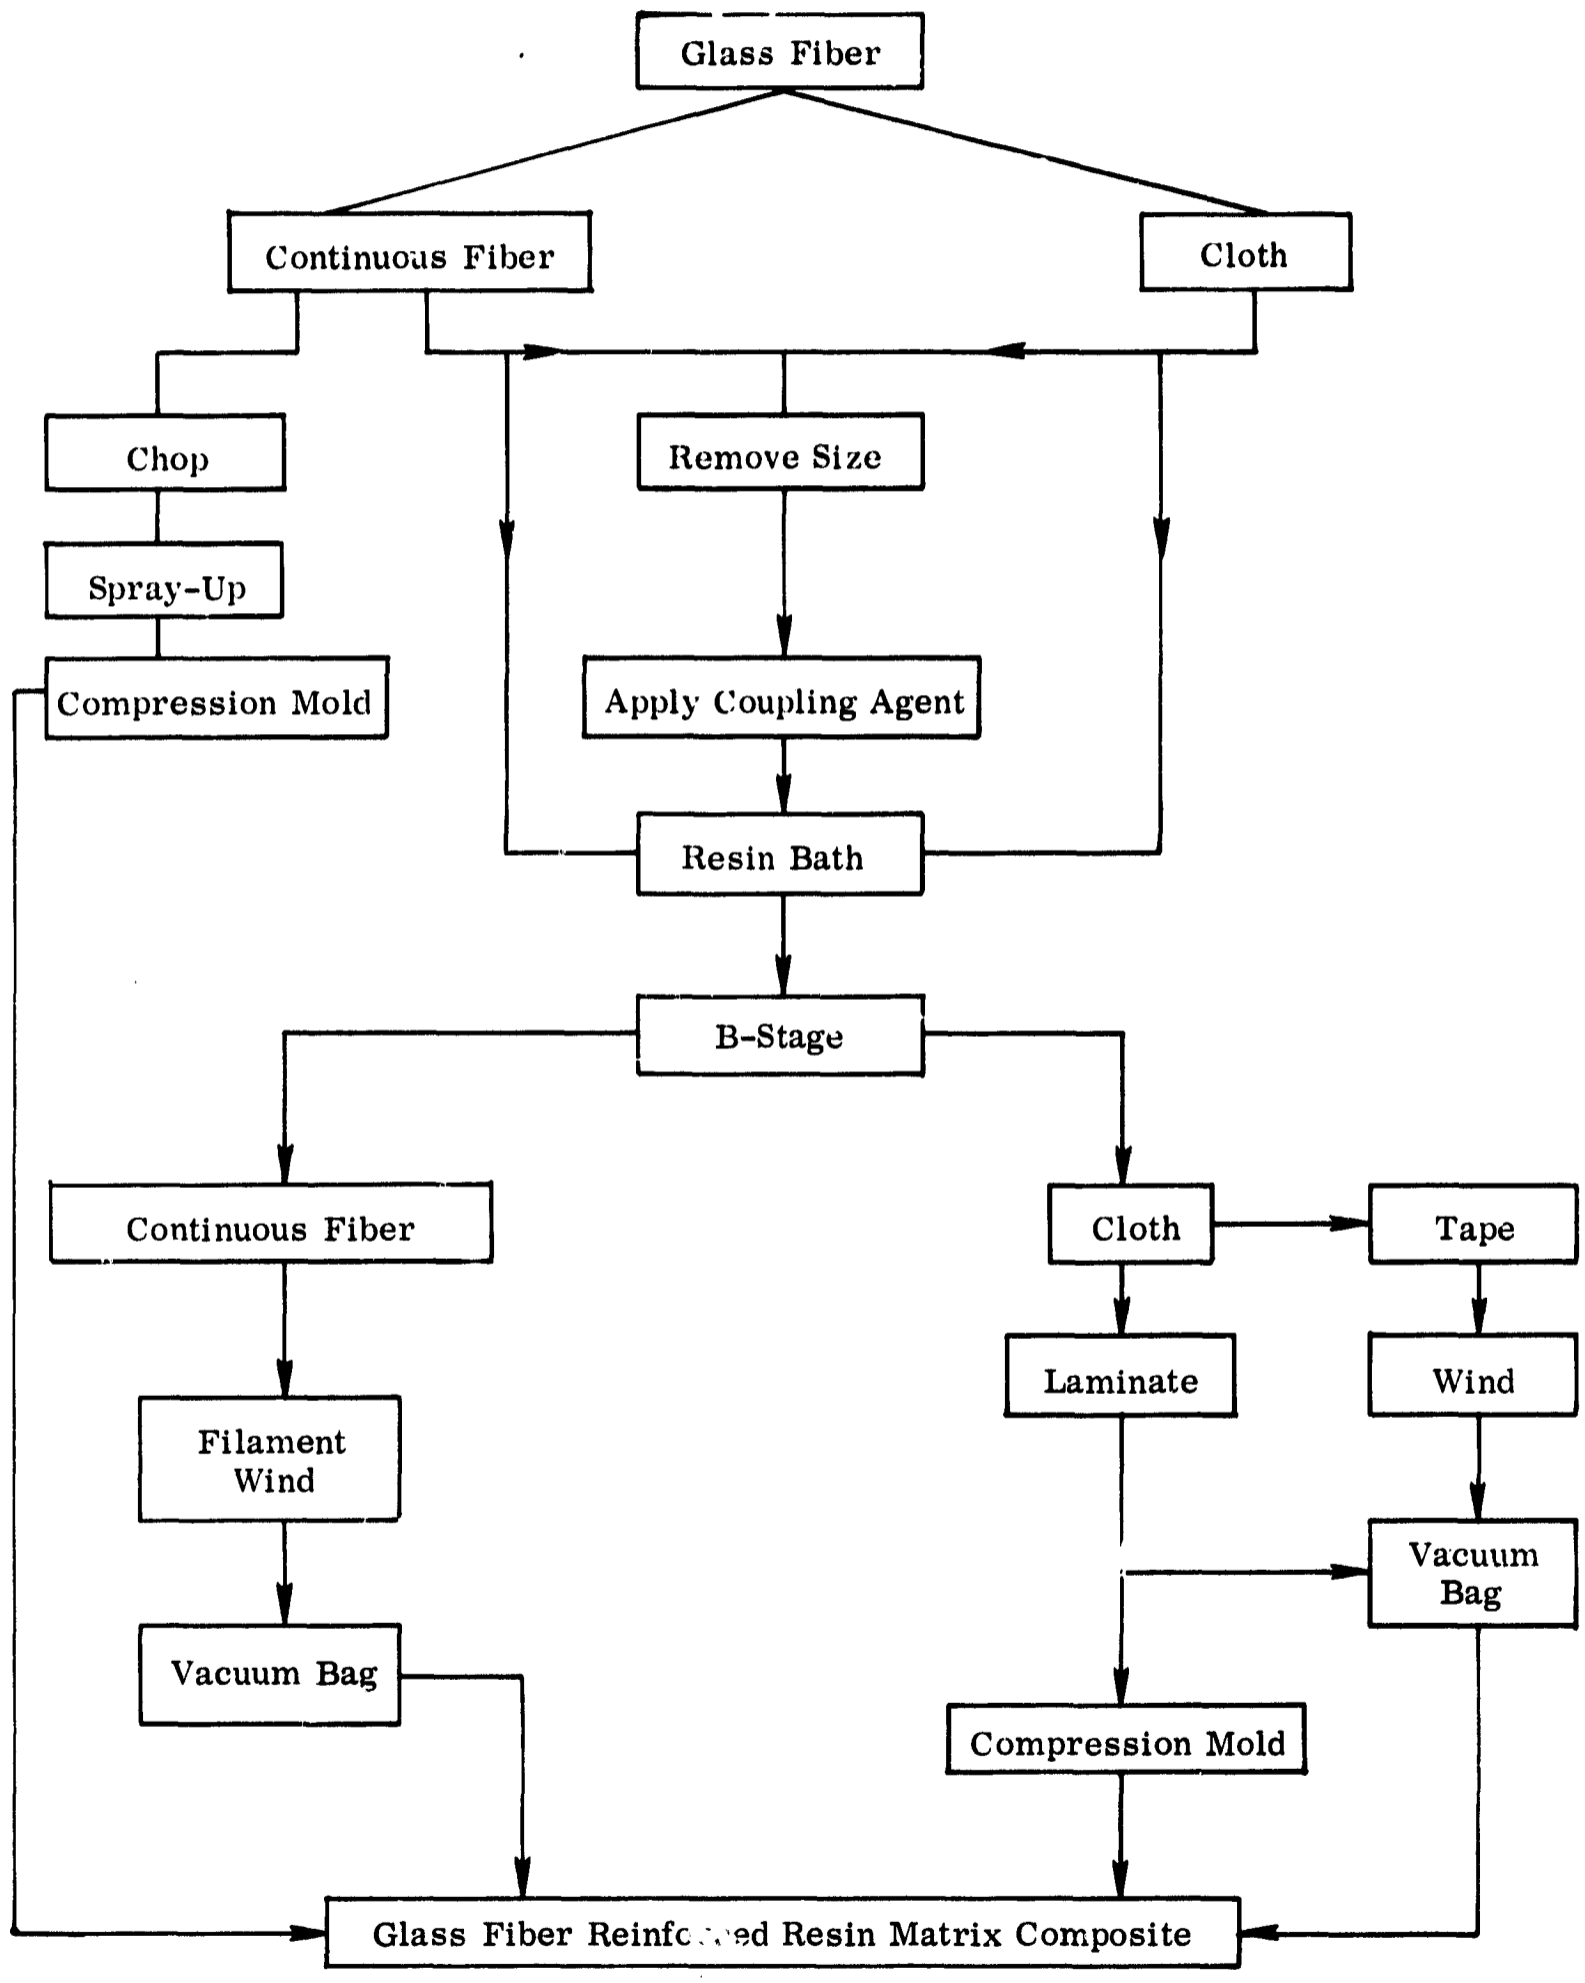 Glass Fiber
Continuous Fiber
Cloth
Chop
Remove Size
Spray-Up
Compression Mold
Apply Coupling Agent
Resin Bath
B-Stage
Continuous Fiber
Cloth
Tape
Laminate
Wind
Filament
Wind
Vacuum
Bag
Vacuum Bag
Compression Mold
Glass Fiber Reinforced Resin Matrix Composite